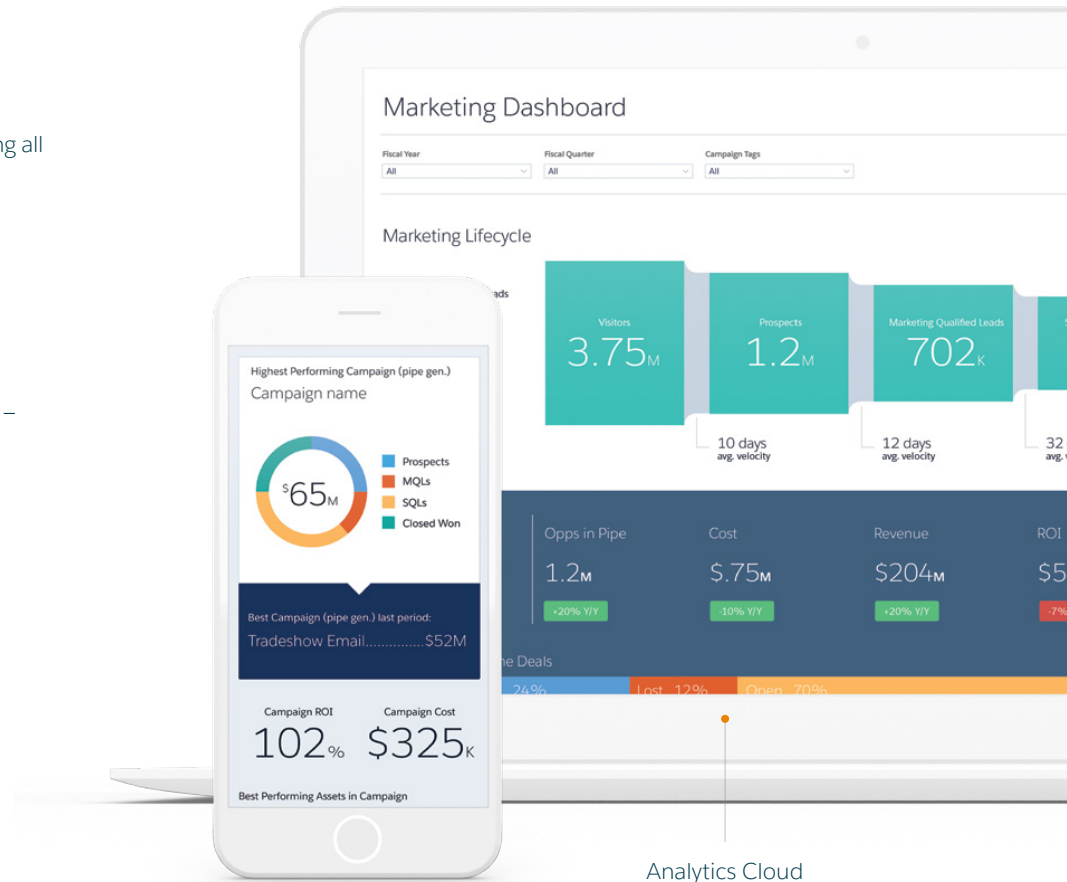 ng all
–
Marketing Dashboard
Fiscal Year Fiscal Quarter Campaign Tags
All All All
Marketing Lifecycle
ads
Visitors Prospects Marketing Qualified Leads S
3.75M 1.2M 702K
10 days 12 days 32
avg. velocity avg. velocity avg.
Opps in Pipe Cost Revenue ROI
1.2M $.75M $204M $5
+20% Y/Y -10% Y/Y +20% Y/Y -7%
ne Deals
24% Lost 12% Open 70%
Highest Performing Campaign (pipe gen.)
Campaign name
$65M
Prospects
MQLs
SQLs
Closed Won
Best Campaign (pipe gen.) last period:
Tradeshow Email...............$52M
Campaign ROI Campaign Cost
102% $325K
Best Performing Assets in Campaign
Analytics Cloud